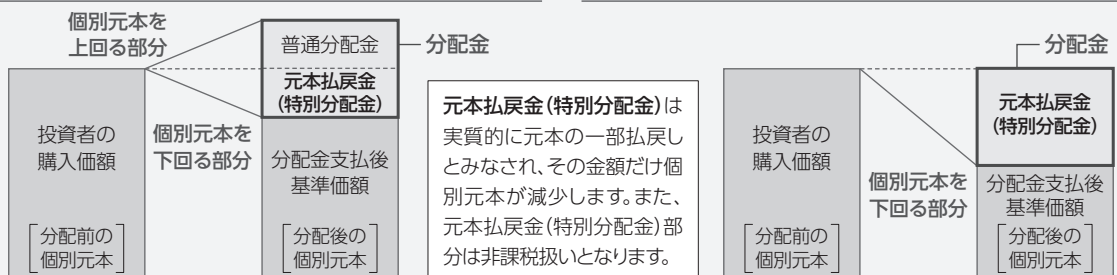 個別元本を
上回る部分
普通分配金
分配金
元本払戻金
(特別分配金)
投資者の
購入価額
個別元本を
下回る部分
分配金支払後
基準価額
分配前の
個別元本
分配後の
個別元本
元本払戻金(特別分配金)は
実質的に元本の一部払戻し
とみなされ、その金額だけ個
別元本が減少します。また、
元本払戻金(特別分配金)部
分は非課税扱いとなります。
分配金
元本払戻金
(特別分配金)
投資者の
購入価額
個別元本を
下回る部分
分配金支払後
基準価額
分配前の
個別元本
分配後の
個別元本